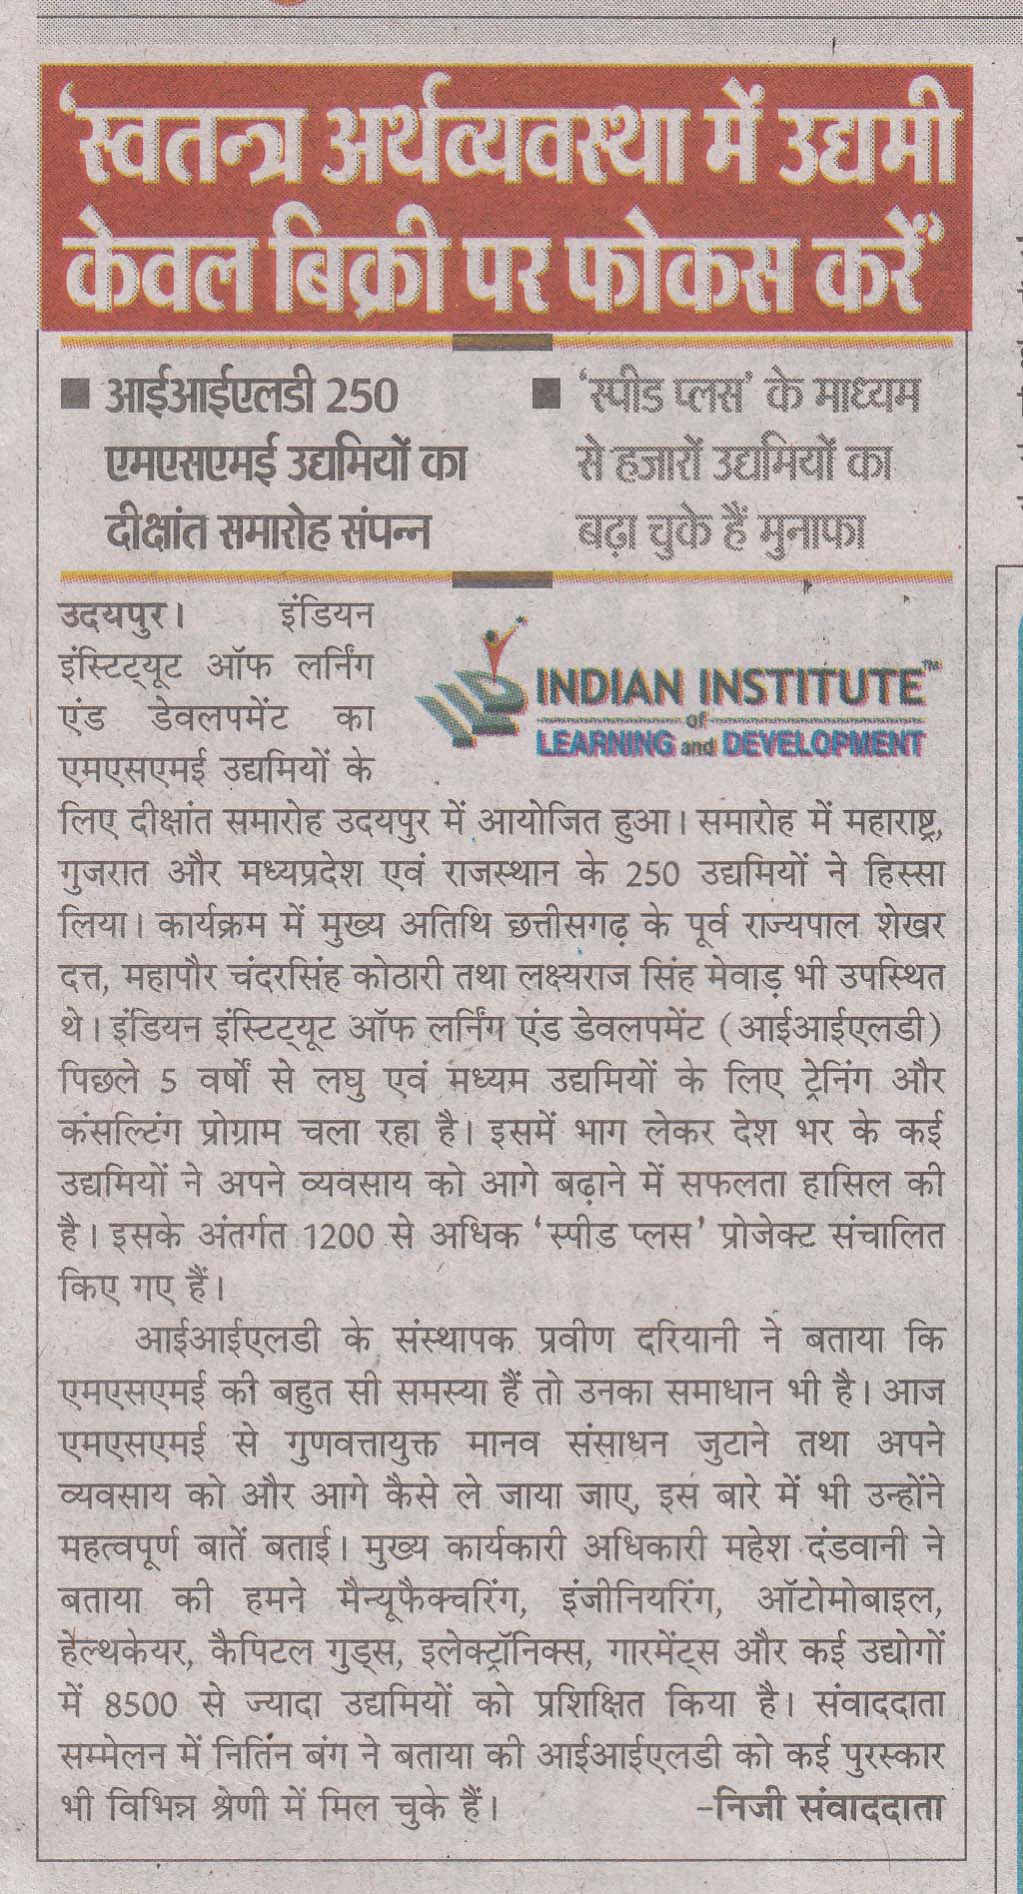 'स्वतन्त्र अर्थव्यवस्था में उद्यमी
केवल बिक्री पर फोकस करें'
■ आईआईएलडी 250
एमएसएमई उद्यमियों का
दीक्षांत समारोह संपन्न
■ 'स्पीड प्लस' के माध्यम
से हजारों उद्यमियों का
बढ़ा चुके हैं मुनाफा
उदयपुर। इंडियन
इंस्टिट्यूट ऑफ लर्निंग
एंड डेवलपमेंट का
एमएसएमई उद्यमियों के
INDIAN INSTITUTE™
of
LEARNING and DEVELOPMENT
लिए दीक्षांत समारोह उदयपुर में आयोजित हुआ। समारोह में महाराष्ट्र,
गुजरात और मध्यप्रदेश एवं राजस्थान के 250 उद्यमियों ने हिस्सा
लिया। कार्यक्रम में मुख्य अतिथि छत्तीसगढ़ के पूर्व राज्यपाल शेखर
दत्त, महापौर चंदरसिंह कोठारी तथा लक्ष्यराज सिंह मेवाड़ भी उपस्थित
थे। इंडियन इंस्टिट्यूट ऑफ लर्निंग एंड डेवलपमेंट (आईआईएलडी)
पिछले 5 वर्षों से लघु एवं मध्यम उद्यमियों के लिए ट्रेनिंग और
कंसल्टिंग प्रोग्राम चला रहा है। इसमें भाग लेकर देश भर के कई
उद्यमियों ने अपने व्यवसाय को आगे बढ़ाने में सफलता हासिल की
है। इसके अंतर्गत 1200 से अधिक 'स्पीड प्लस' प्रोजेक्ट संचालित
किए गए हैं।
आईआईएलडी के संस्थापक प्रवीण दरियानी ने बताया कि
एमएसएमई की बहुत सी समस्या हैं तो उनका समाधान भी है। आज
एमएसएमई से गुणवत्तायुक्त मानव संसाधन जुटाने तथा अपने
व्यवसाय को और आगे कैसे ले जाया जाए, इस बारे में भी उन्होंने
महत्वपूर्ण बातें बताई। मुख्य कार्यकारी अधिकारी महेश दंडवानी ने
बताया की हमने मैन्यूफैक्चरिंग, इंजीनियरिंग, ऑटोमोबाइल,
हेल्थकेयर, कैपिटल गुड्स, इलेक्ट्रॉनिक्स, गारमेंट्स और कई उद्योगों
में 8500 से ज्यादा उद्यमियों को प्रशिक्षित किया है। संवाददाता
सम्मेलन में नितिन बंग ने बताया की आईआईएलडी को कई पुरस्कार
भी विभिन्न श्रेणी में मिल चुके हैं। -निजी संवाददाता